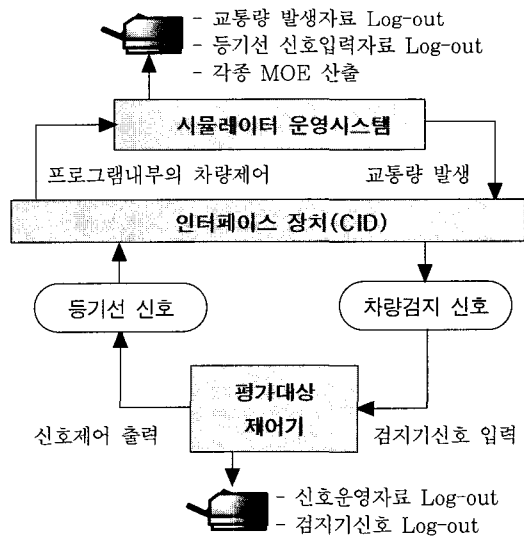 - 교통량 발생자료 Log-out
- 등기선 신호입력자료 Log-out
- 각종 MOE 산출
시뮬레이터 운영시스템
프로그램내부의 차량제어
교통량 발생
인터페이스 장치(CID)
등기선 신호
차량검지 신호
평가대상
제어기
신호제어 출력
검지기신호 입력
- 신호운영자료 Log-out
- 검지기신호 Log-out